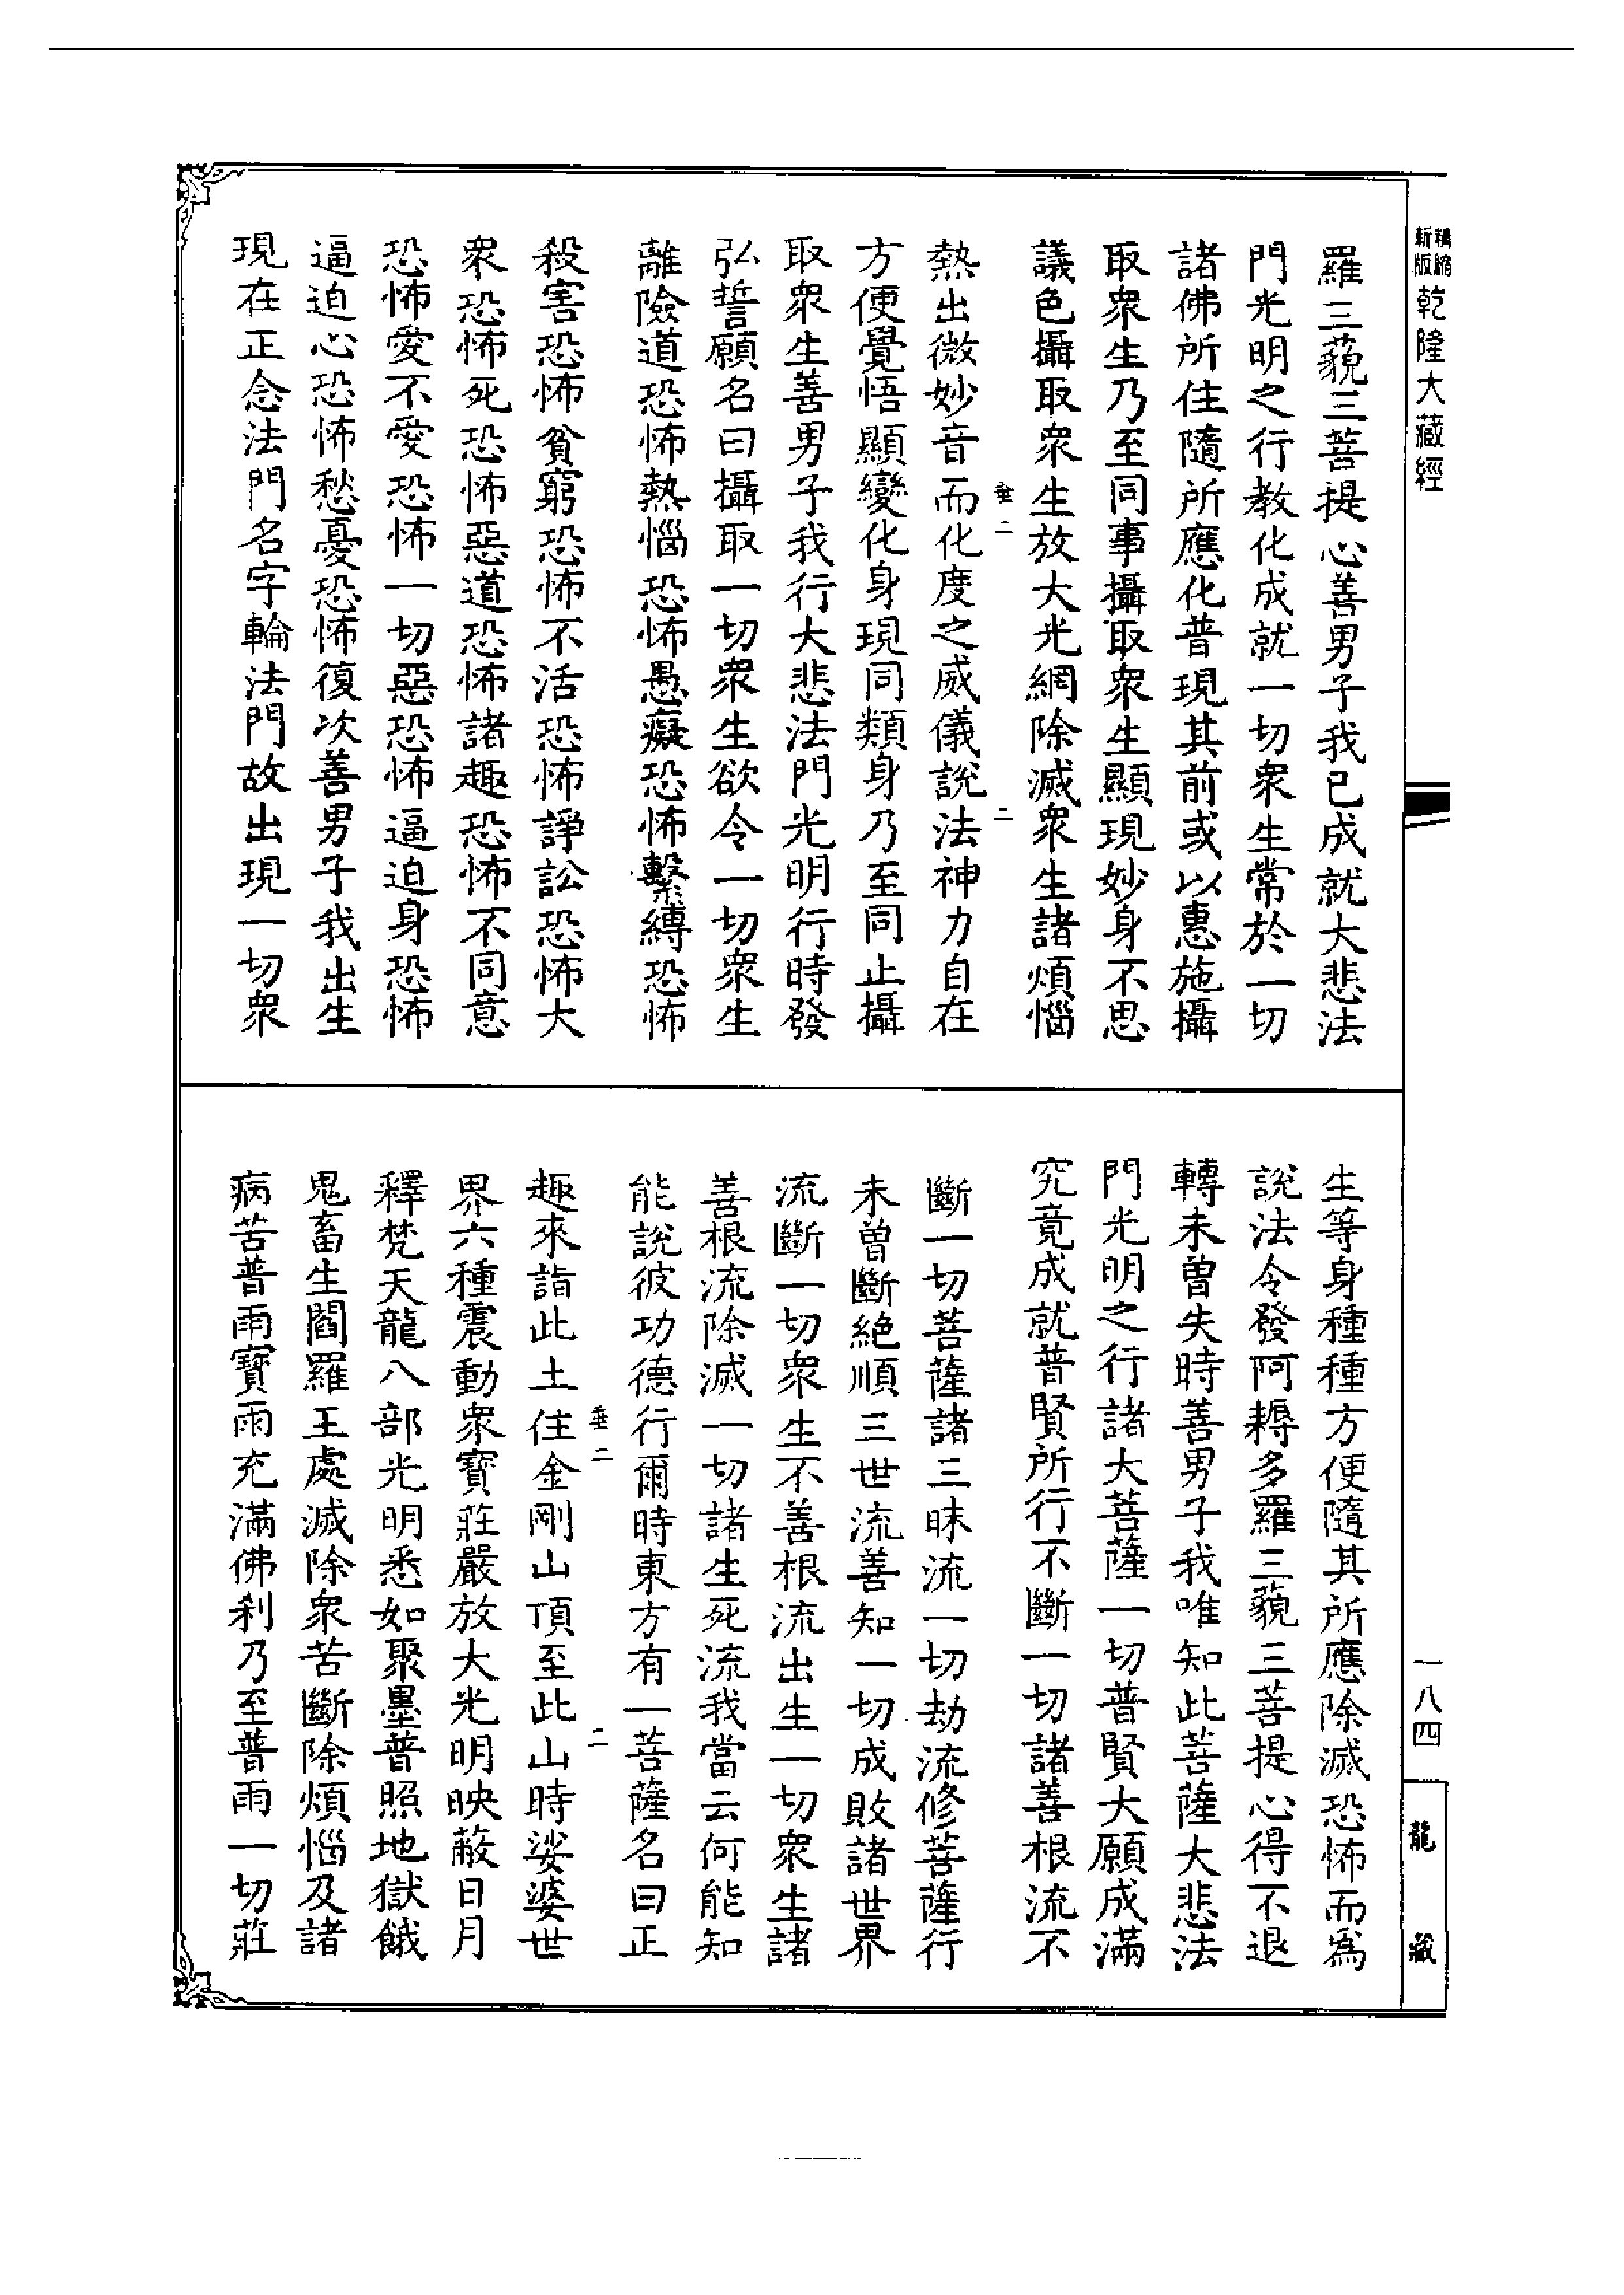 新版
精縮
乾隆大藏經
羅三藐三菩提心善男子我已成就大悲法
門光明之行教化成就一切衆生常於一切
諸佛所住隨所應化普現其前或以惠施攝
取衆生乃至同事攝取衆生顯現妙身不思
議色攝取衆生放大光網除滅衆生諸煩惱
垂二
二
熱出微妙音而化度之威儀說法神力自在
方便覺悟顯變化身現同類身乃至同止攝
取衆生善男子我行大悲法門光明行時發
弘誓願名曰攝取一切衆生欲令一切衆生
離險道恐怖熱惱恐怖愚癡恐怖繫縛恐怖
殺害恐怖貧窮恐怖不活恐怖諍訟恐怖大
衆恐怖死恐怖惡道恐怖諸趣恐怖不同意
恐怖愛不愛恐怖一切惡恐怖逼迫身恐怖
逼迫心恐怖愁憂恐怖復次善男子我出生
現在正念法門名字輪法門故出現一切衆
生等身種種方便隨其所應除滅恐怖而爲
說法令發阿耨多羅三藐三菩提心得不退
轉未曾失時善男子我唯知此菩薩大悲法
門光明之行諸大菩薩一切普賢大願成滿
究竟成就普賢所行不斷一切諸善根流不
斷一切菩薩諸三昧流一切劫流修菩薩行
未曾斷絕順三世流善知一切成敗諸世界
流斷一切衆生不善根流出生一切衆生諸
善根流除滅一切諸生死流我當云何能知
能說彼功德行爾時東方有一菩薩名曰正
垂二
二
趣來詣此土住金剛山頂至此山時娑婆世
界六種震動衆寶莊嚴放大光明映蔽日月
釋梵天龍八部光明悉如聚墨普照地獄餓
鬼畜生閻羅王處滅除衆苦斷除煩惱及諸
病苦普雨寶雨充滿佛刹乃至普雨一切莊
一八四
龍藏